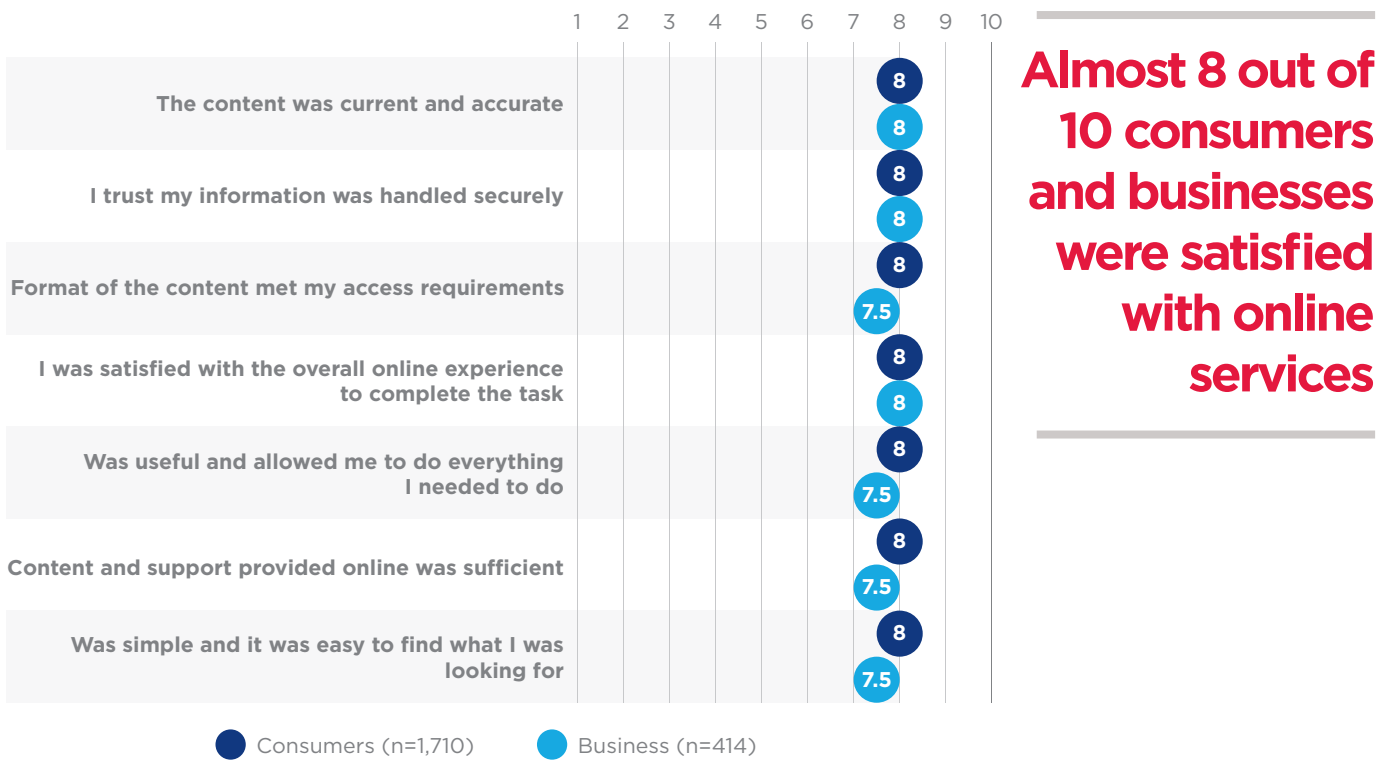 1 2 3 4 5 6 7 8 9 10
The content was current and accurate
8
8
I trust my information was handled securely
8
8
Format of the content met my access requirements
8
7.5
I was satisfied with the overall online experience
to complete the task
8
8
Was useful and allowed me to do everything
I needed to do
8
7.5
Content and support provided online was sufficient
8
7.5
Was simple and it was easy to find what I was
looking for
8
7.5
Consumers (n=1,710) Business (n=414)
Almost 8 out of
10 consumers
and businesses
were satisfied
with online
services